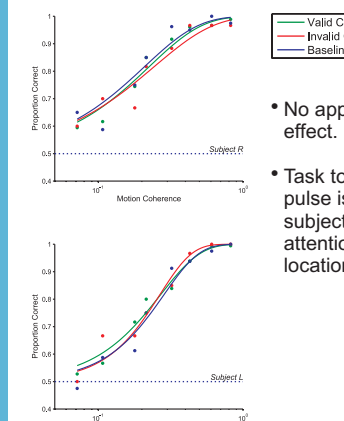 1
0.9
0.8
0.7
0.6
0.5
0.4
Proportion Correct
Subject R
10⁻¹
10⁰
Motion Coherence
Valid C
Invalid
Baselin
• No app
effect.
• Task to
pulse is
subject
attentio
location
1
0.9
0.8
0.7
0.6
0.5
0.4
Proportion Correct
Subject L
10⁻¹
10⁰